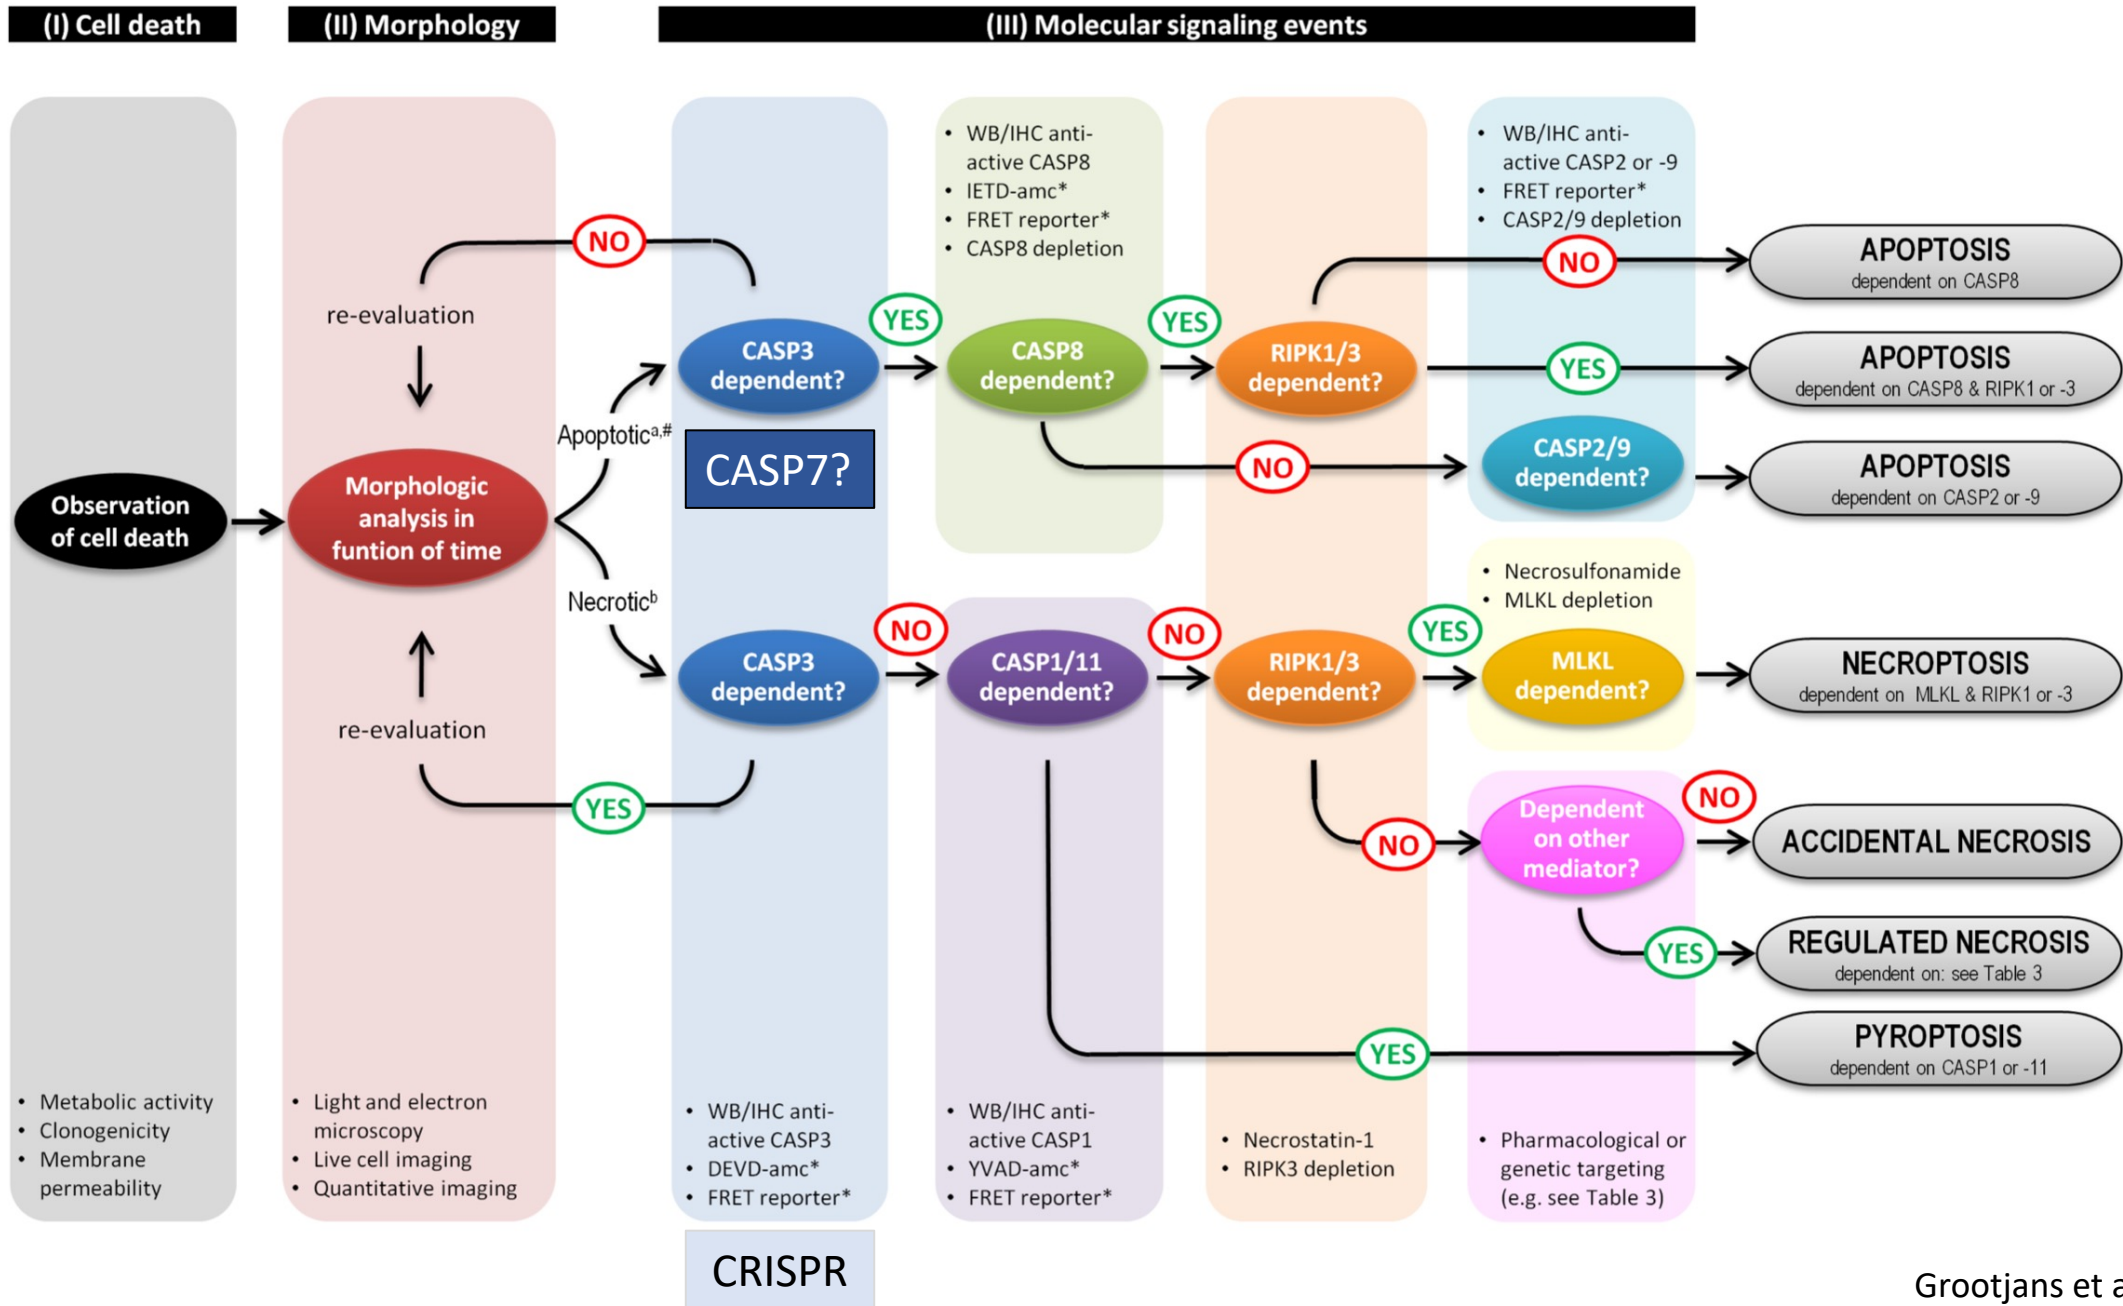 (I) Cell death
(II) Morphology
(III) Molecular signaling events
• WB/IHC anti-
active CASP8
• IETD-amc*
• FRET reporter*
• CASP8 depletion
• WB/IHC anti-
active CASP2 or -9
• FRET reporter*
• CASP2/9 depletion
NO
NO
APOPTOSIS
dependent on CASP8
re-evaluation
YES
YES
CASP3
dependent?
CASP8
dependent?
RIPK1/3
dependent?
YES
APOPTOSIS
dependent on CASP8 & RIPK1 or -3
Apoptotica,#
CASP7?
NO
CASP2/9
dependent?
APOPTOSIS
dependent on CASP2 or -9
Observation
of cell death
Morphologic
analysis in
funtion of time
Necroticb
• Necrosulfonamide
• MLKL depletion
NO
NO
YES
CASP3
dependent?
CASP1/11
dependent?
RIPK1/3
dependent?
MLKL
dependent?
NECROPTOSIS
dependent on MLKL & RIPK1 or -3
re-evaluation
YES
NO
Dependent
on other
mediator?
NO
ACCIDENTAL NECROSIS
YES
REGULATED NECROSIS
dependent on: see Table 3
YES
PYROPTOSIS
dependent on CASP1 or -11
• Metabolic activity
• Clonogenicity
• Membrane
permeability
• Light and electron
microscopy
• Live cell imaging
• Quantitative imaging
• WB/IHC anti-
active CASP3
• DEVD-amc*
• FRET reporter*
• WB/IHC anti-
active CASP1
• YVAD-amc*
• FRET reporter*
• Necrostatin-1
• RIPK3 depletion
• Pharmacological or
genetic targeting
(e.g. see Table 3)
CRISPR
Grootjans et a